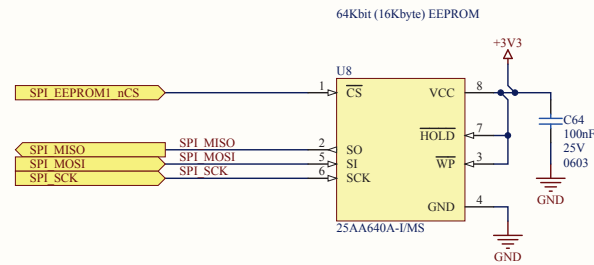 64Kbit (16Kbyte) EEPROM
+3V3
U8
SPI_EEPROM1_nCS 1 CS VCC 8
C64
100nF
25V
0603
HOLD 7
SPI_MISO SPI_MISO 2 SO
SPI_MOSI SPI_MOSI 5 SI WP 3
SPI_SCK SPI_SCK 6 SCK
GND 4
GND
25AA640A-I/MS
GND